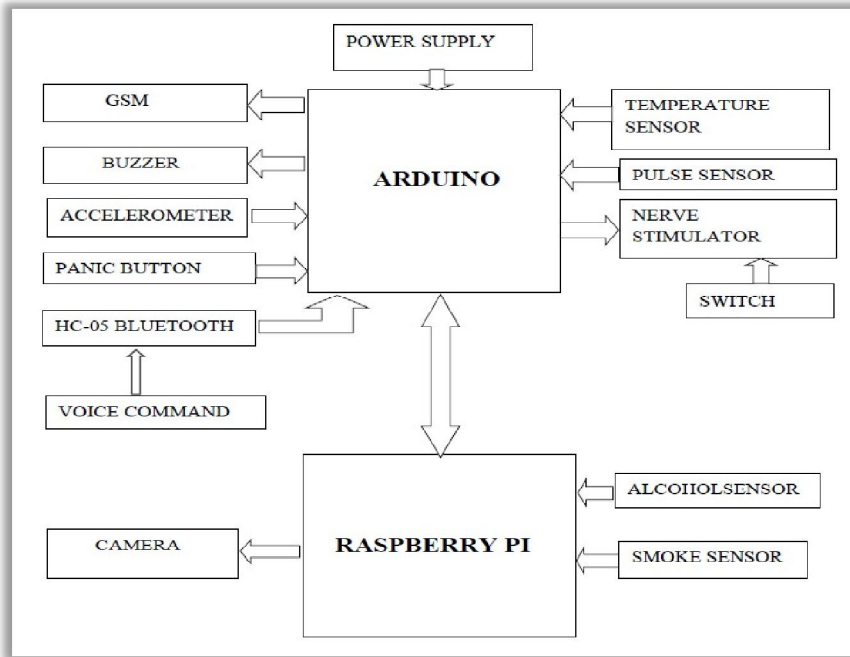 POWER SUPPLY
GSM
TEMPERATURE
SENSOR
BUZZER
ARDUINO
PULSE SENSOR
ACCELEROMETER
NERVE
STIMULATOR
PANIC BUTTON
SWITCH
HC-05 BLUETOOTH
VOICE COMMAND
ALCOHOLSENSOR
CAMERA
RASPBERRY PI
SMOKE SENSOR